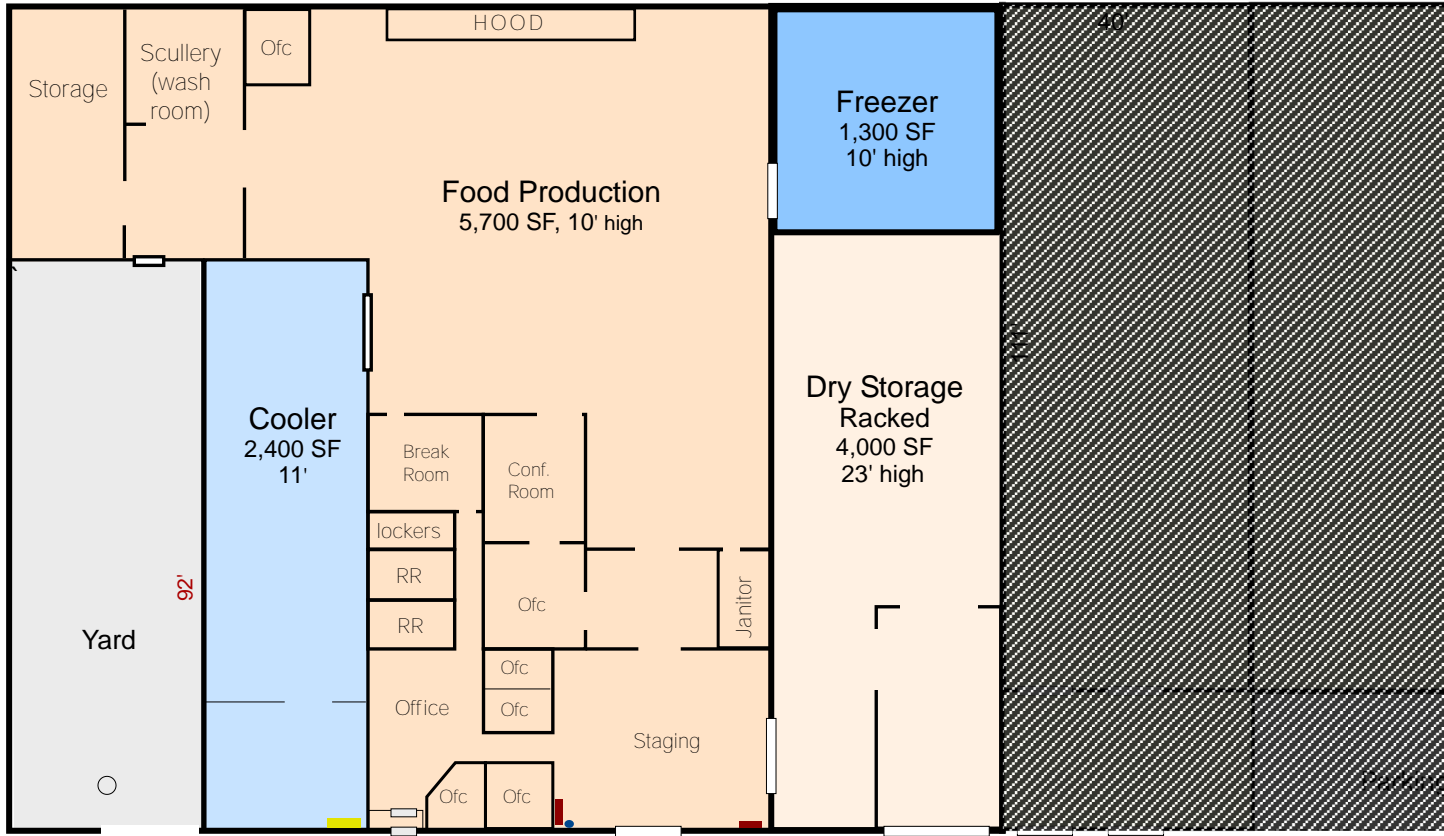 HOOD
40'
Storage
Scullery
(wash
room)
Ofc
Freezer
1,300 SF
10' high
Food Production
5,700 SF, 10' high
111'
Cooler
2,400 SF
11'
Dry Storage
Racked
4,000 SF
23' high
Break
Room
Conf.
Room
lockers
RR
RR
Ofc
Janitor
92'
Yard
Ofc
Ofc
Office
Staging
Ofc
Ofc
Parking